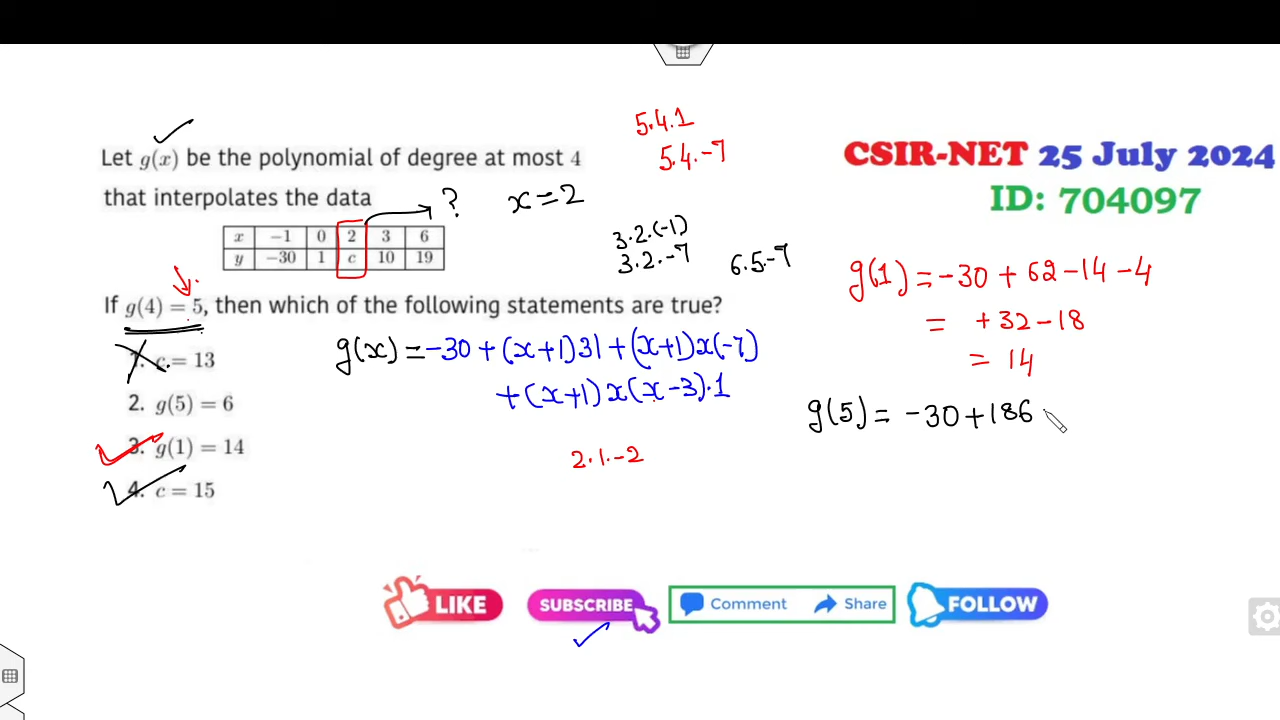 5.4.1
5.4.-7
Let g(x) be the polynomial of degree at most 4
that interpolates the data
? x=2
x -1 0 2 3 6
y -30 1 c 10 19
3.2.(-1)
3.2.-7
6.5.-7
CSIR-NET 25 July 2024
ID: 704097
If g(4) = 5, then which of the following statements are true?
1. c = 13
2. g(5) = 6
3. g(1) = 14
4. c = 15
g(x) = -30 + (x+1)31 + (x+1)x(-7)
+ (x+1)x(x-3).1
2.1.-2
g(1) = -30 + 62 -14 -4
= +32 -18
= 14
g(5) = -30 + 186
LIKE
SUBSCRIBE
Comment
Share
FOLLOW